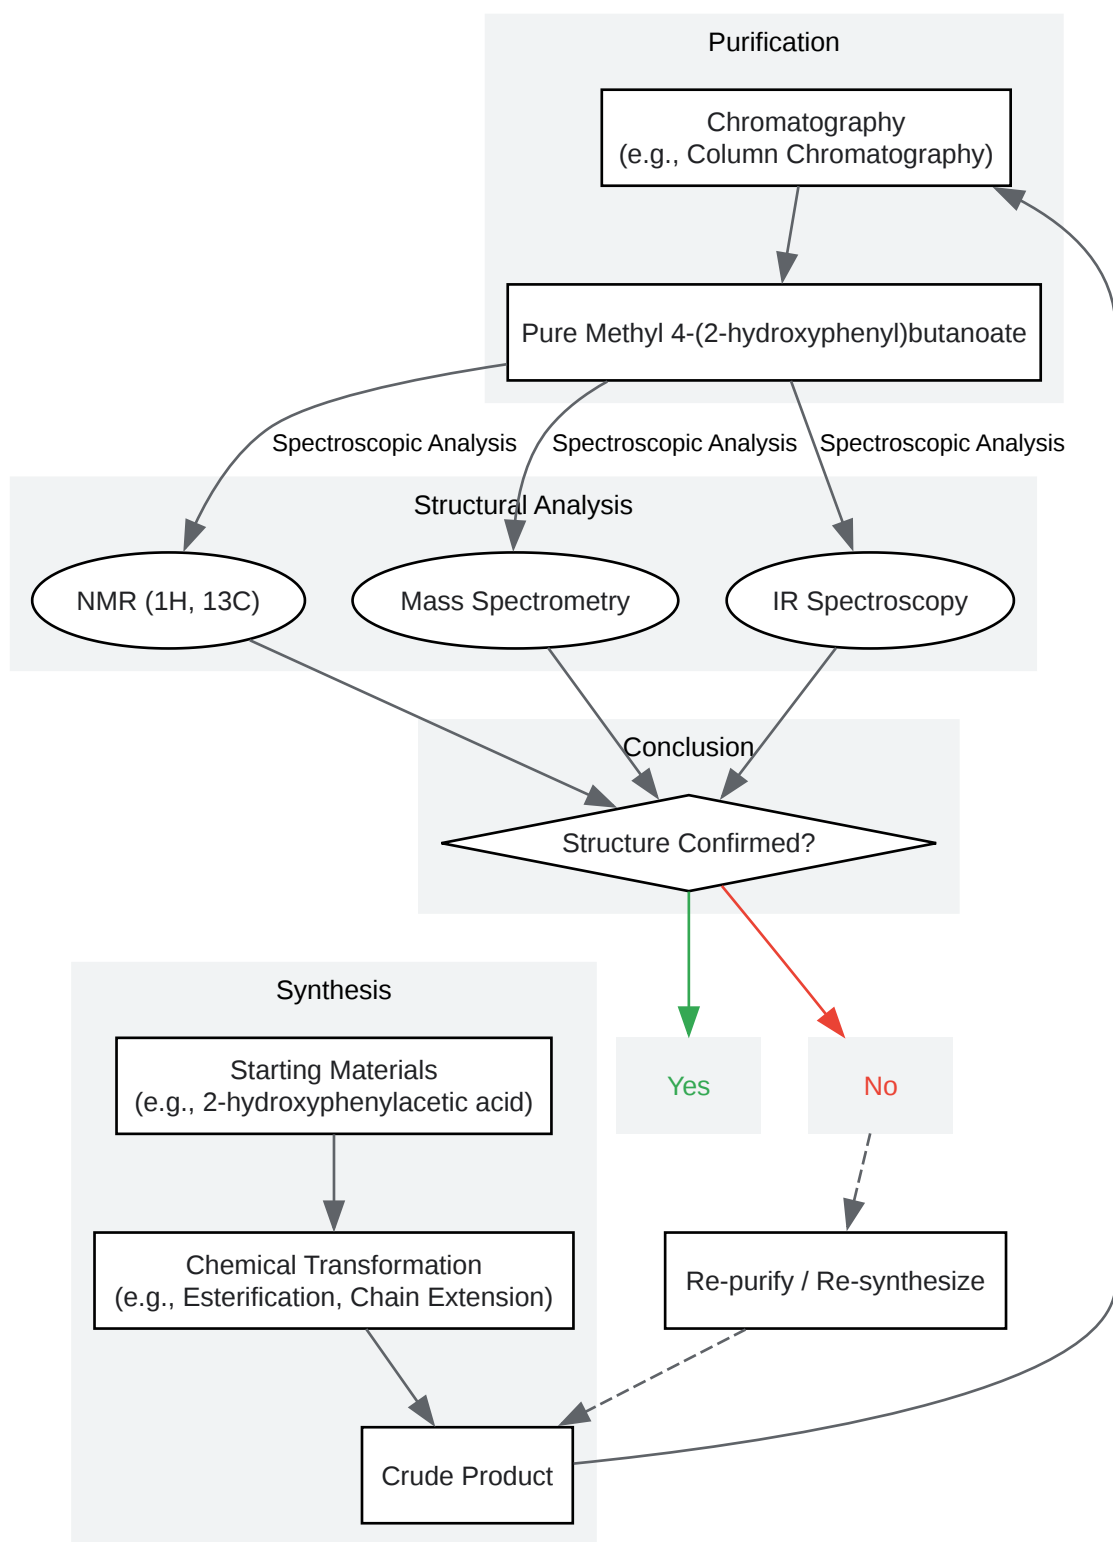 Purification
Chromatography
(e.g., Column Chromatography)
Pure Methyl 4-(2-hydroxyphenyl)butanoate
Spectroscopic Analysis
Spectroscopic Analysis
Spectroscopic Analysis
Structural Analysis
NMR (1H, 13C)
Mass Spectrometry
IR Spectroscopy
Conclusion
Structure Confirmed?
Synthesis
Starting Materials
(e.g., 2-hydroxyphenylacetic acid)
Yes
No
Chemical Transformation
(e.g., Esterification, Chain Extension)
Re-purify / Re-synthesize
Crude Product